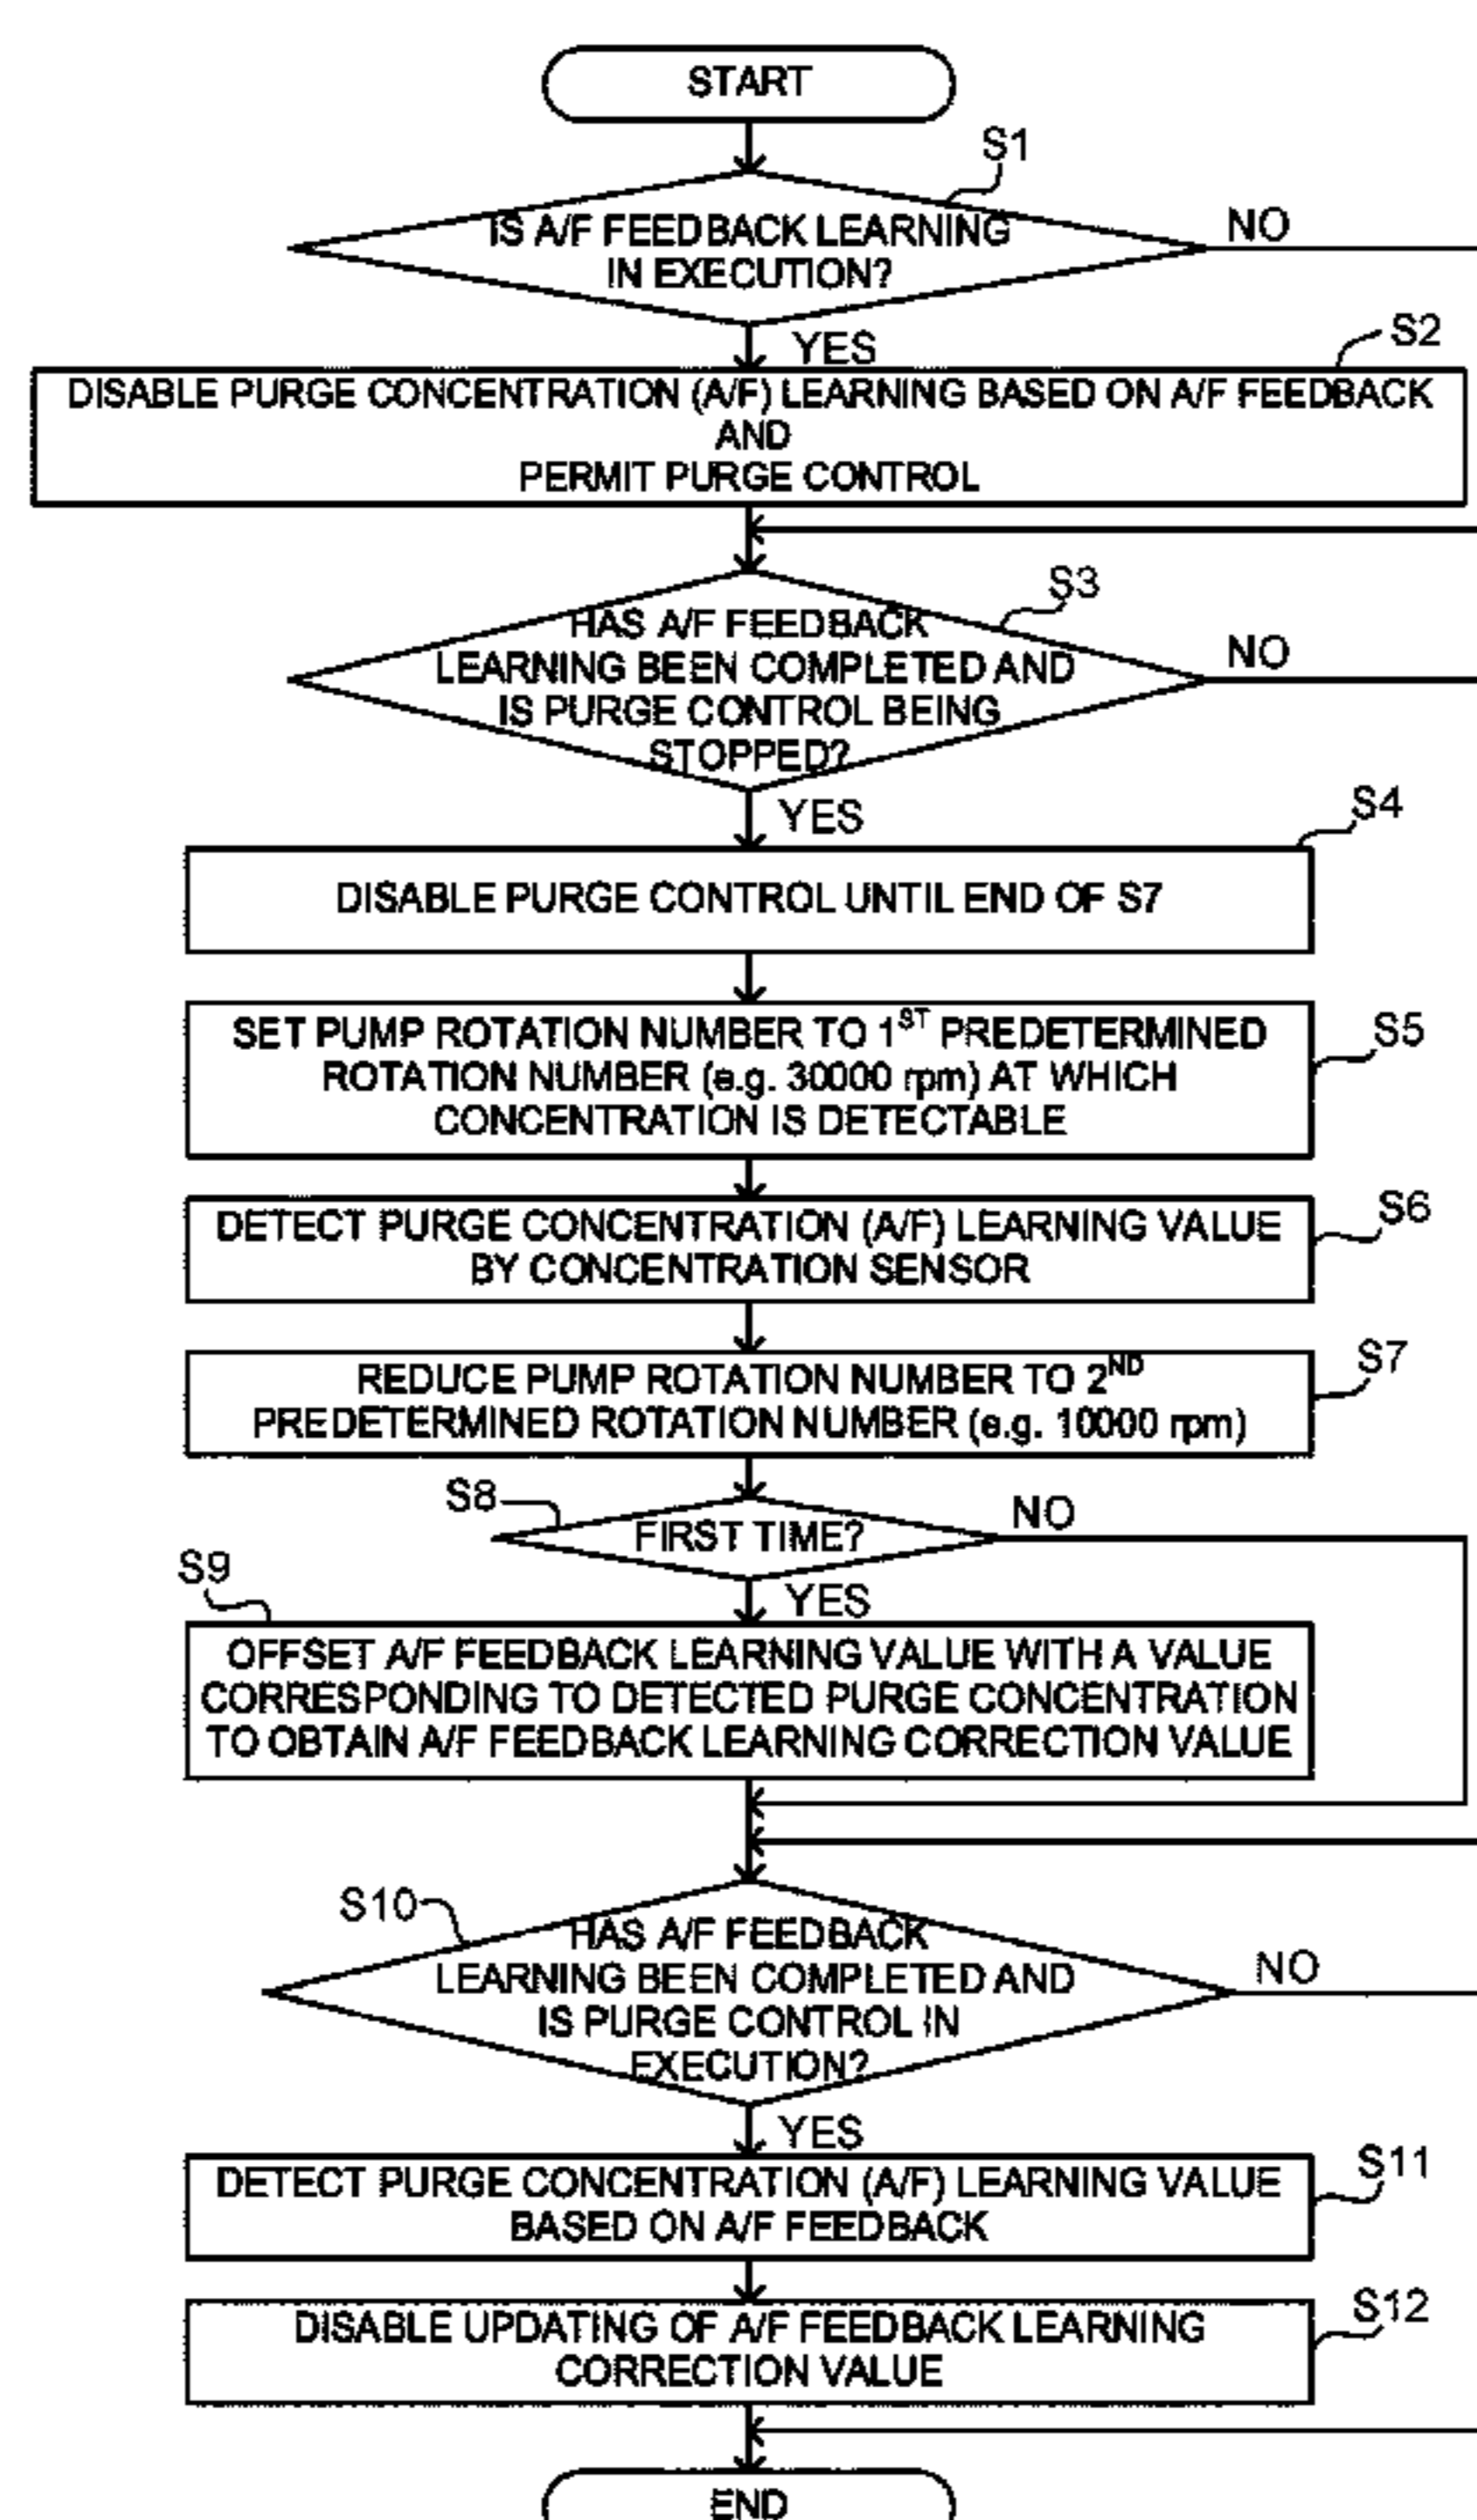 START
S1
IS A/F FEEDBACK LEARNING
IN EXECUTION?
NO
YES
S2
DISABLE PURGE CONCENTRATION (A/F) LEARNING BASED ON A/F FEEDBACK
AND
PERMIT PURGE CONTROL
S3
HAS A/F FEEDBACK
LEARNING BEEN COMPLETED AND
IS PURGE CONTROL BEING
STOPPED?
NO
YES
S4
DISABLE PURGE CONTROL UNTIL END OF S7
SET PUMP ROTATION NUMBER TO 1ST PREDETERMINED
ROTATION NUMBER (e.g. 30000 rpm) AT WHICH
CONCENTRATION IS DETECTABLE
S5
DETECT PURGE CONCENTRATION (A/F) LEARNING VALUE
BY CONCENTRATION SENSOR
S6
REDUCE PUMP ROTATION NUMBER TO 2ND
PREDETERMINED ROTATION NUMBER (e.g. 10000 rpm)
S7
S8
FIRST TIME?
NO
YES
S9
OFFSET A/F FEEDBACK LEARNING VALUE WITH A VALUE
CORRESPONDING TO DETECTED PURGE CONCENTRATION
TO OBTAIN A/F FEEDBACK LEARNING CORRECTION VALUE
S10
HAS A/F FEEDBACK
LEARNING BEEN COMPLETED AND
IS PURGE CONTROL IN
EXECUTION?
NO
YES
DETECT PURGE CONCENTRATION (A/F) LEARNING VALUE
BASED ON A/F FEEDBACK
S11
DISABLE UPDATING OF A/F FEEDBACK LEARNING
CORRECTION VALUE
S12
END